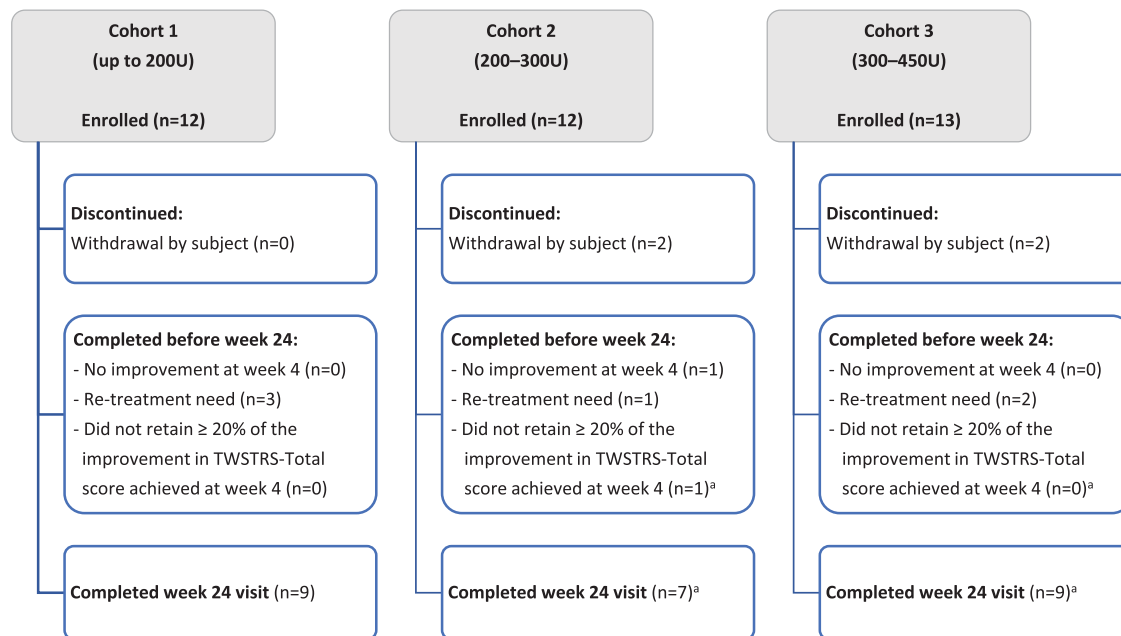 Cohort 1
(up to 200U)
Enrolled (n=12)
Discontinued:
Withdrawal by subject (n=0)
Completed before week 24:
- No improvement at week 4 (n=0)
- Re-treatment need (n=3)
- Did not retain ≥ 20% of the
improvement in TWSTRS-Total
score achieved at week 4 (n=0)
Completed week 24 visit (n=9)
Cohort 2
(200–300U)
Enrolled (n=12)
Discontinued:
Withdrawal by subject (n=2)
Completed before week 24:
- No improvement at week 4 (n=1)
- Re-treatment need (n=1)
- Did not retain ≥ 20% of the
improvement in TWSTRS-Total
score achieved at week 4 (n=1)ᵃ
Completed week 24 visit (n=7)ᵃ
Cohort 3
(300–450U)
Enrolled (n=13)
Discontinued:
Withdrawal by subject (n=2)
Completed before week 24:
- No improvement at week 4 (n=0)
- Re-treatment need (n=2)
- Did not retain ≥ 20% of the
improvement in TWSTRS-Total
score achieved at week 4 (n=0)ᵃ
Completed week 24 visit (n=9)ᵃ